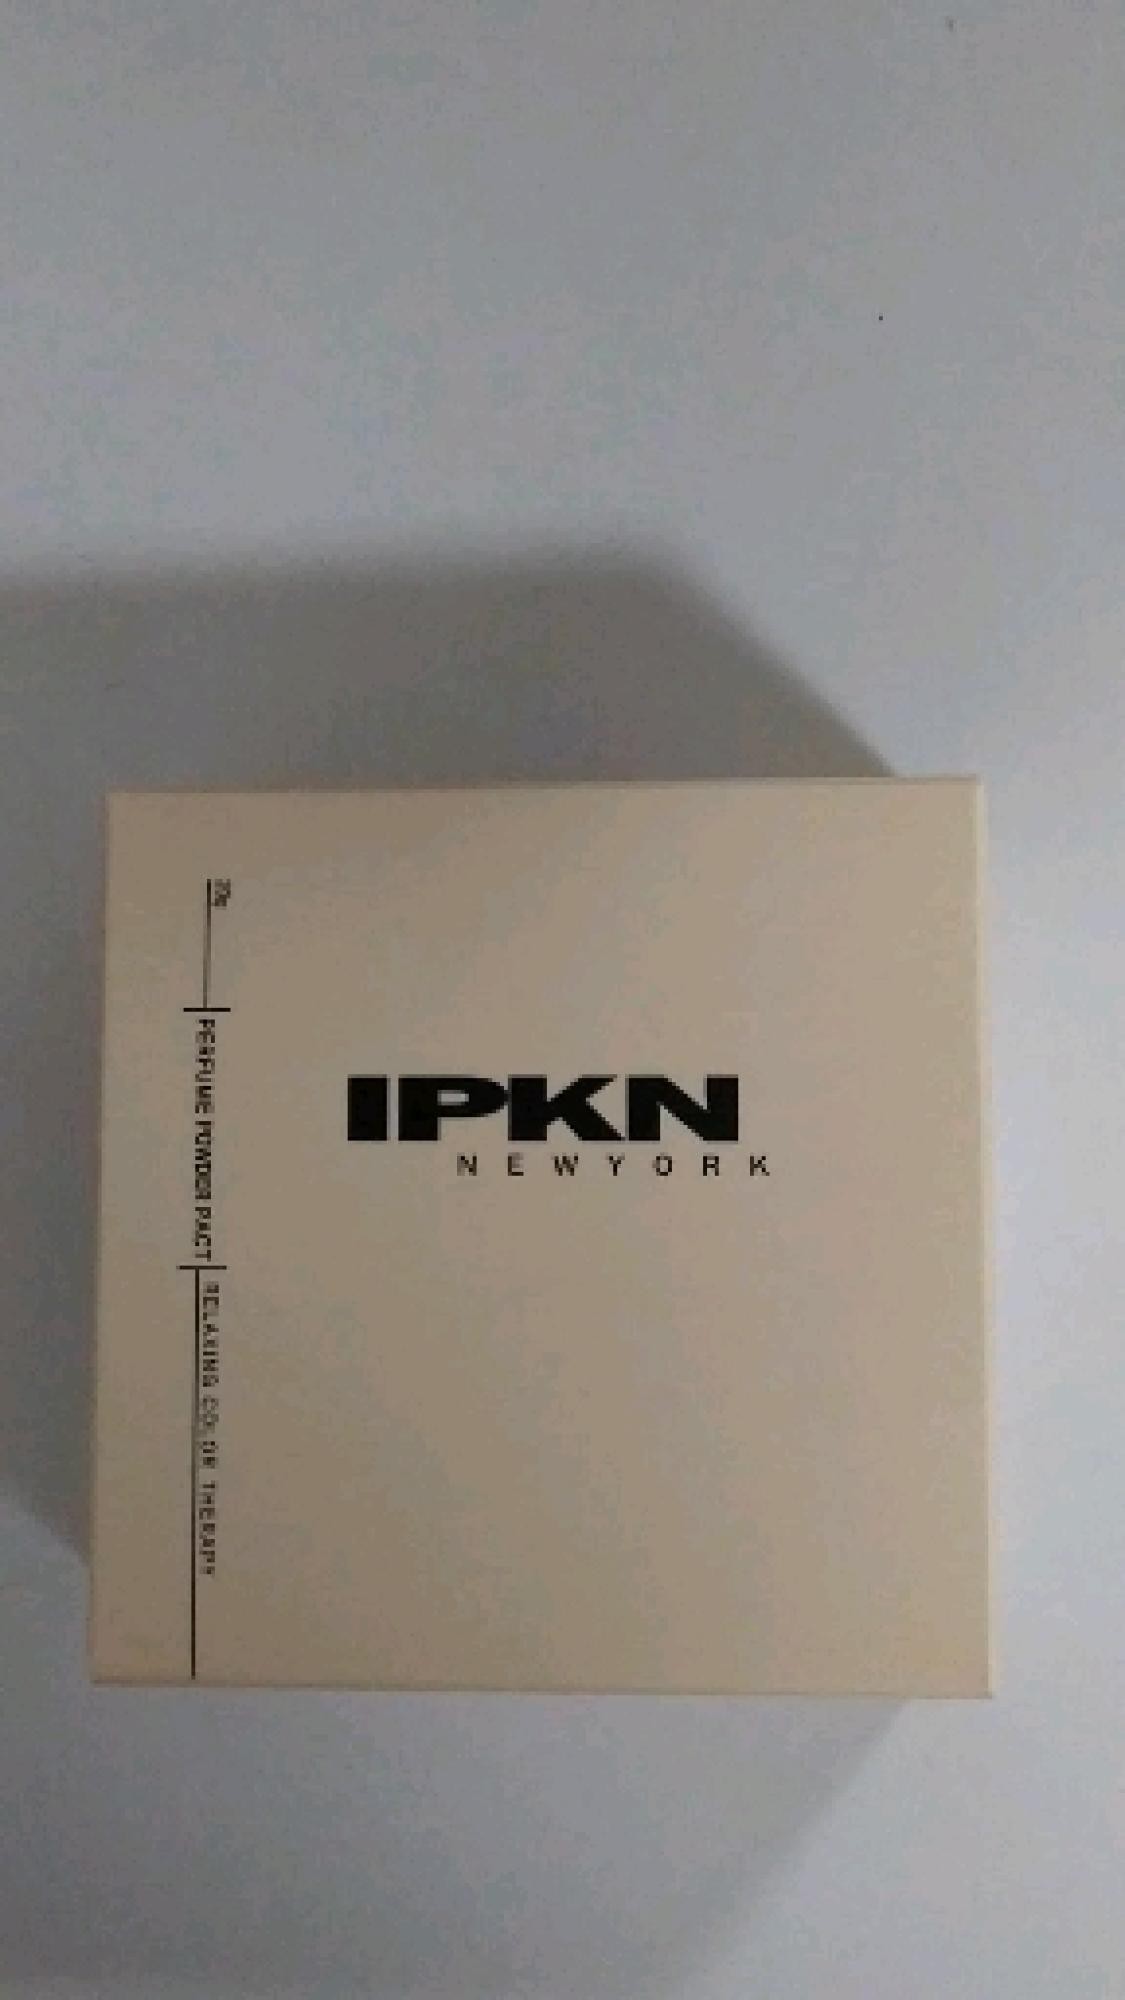 IPKN
NEWYORK
PERFUME POWDER PACT
RELAXING COLOR THERAPY